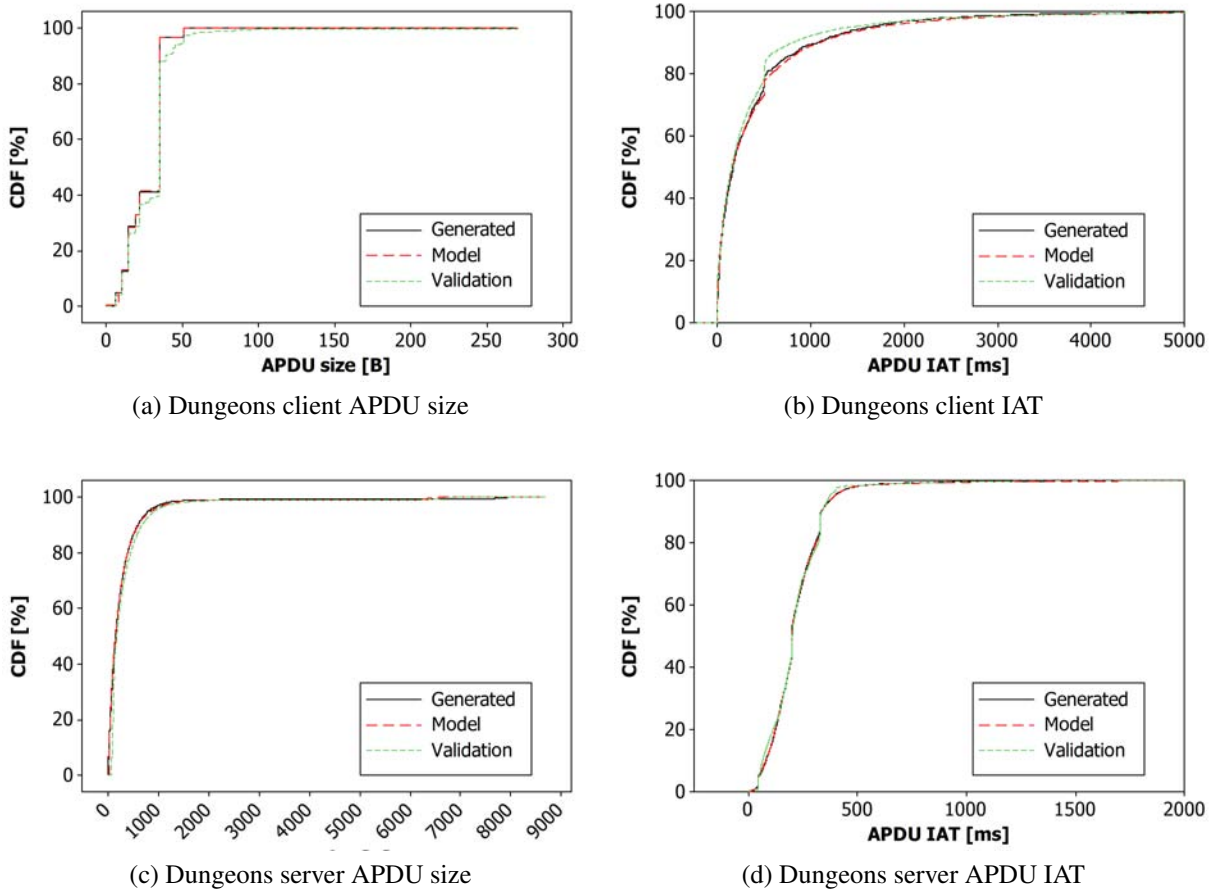 100
80
60
40
20
0
CDF [%]
Generated
Model
Validation
0 50 100 150 200 250 300
APDU size [B]
(a) Dungeons client APDU size
100
80
60
40
20
0
CDF [%]
Generated
Model
Validation
0 1000 2000 3000 4000 5000
APDU IAT [ms]
(b) Dungeons client IAT
100
80
60
40
20
0
CDF [%]
Generated
Model
Validation
0 1000 2000 3000 4000 5000 6000 7000 8000 9000
(c) Dungeons server APDU size
100
80
60
40
20
0
CDF [%]
Generated
Model
Validation
0 500 1000 1500 2000
APDU IAT [ms]
(d) Dungeons server APDU IAT